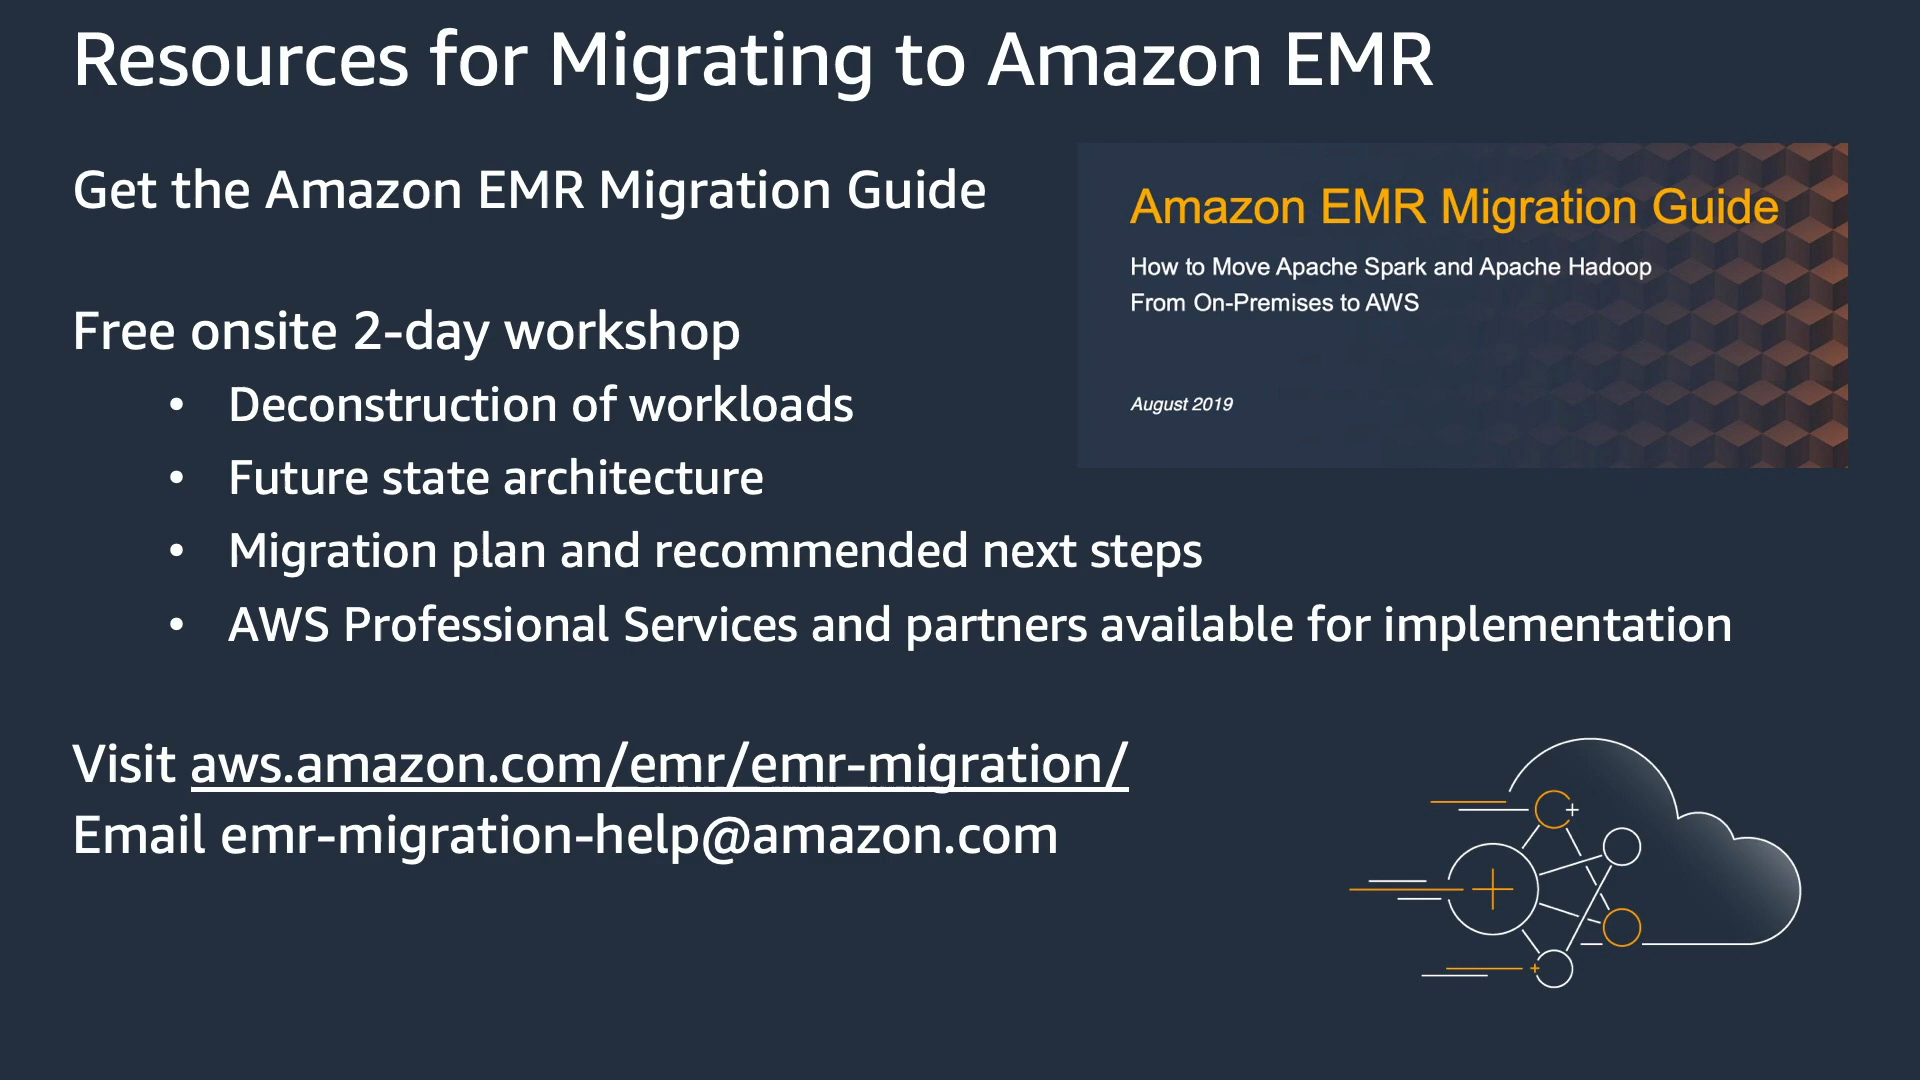 Resources for Migrating to Amazon EMR
Get the Amazon EMR Migration Guide
Free onsite 2-day workshop
• Deconstruction of workloads
• Future state architecture
• Migration plan and recommended next steps
• AWS Professional Services and partners available for implementation
Visit aws.amazon.com/emr/emr-migration/
Email emr-migration-help@amazon.com
Amazon EMR Migration Guide
How to Move Apache Spark and Apache Hadoop
From On-Premises to AWS
August 2019